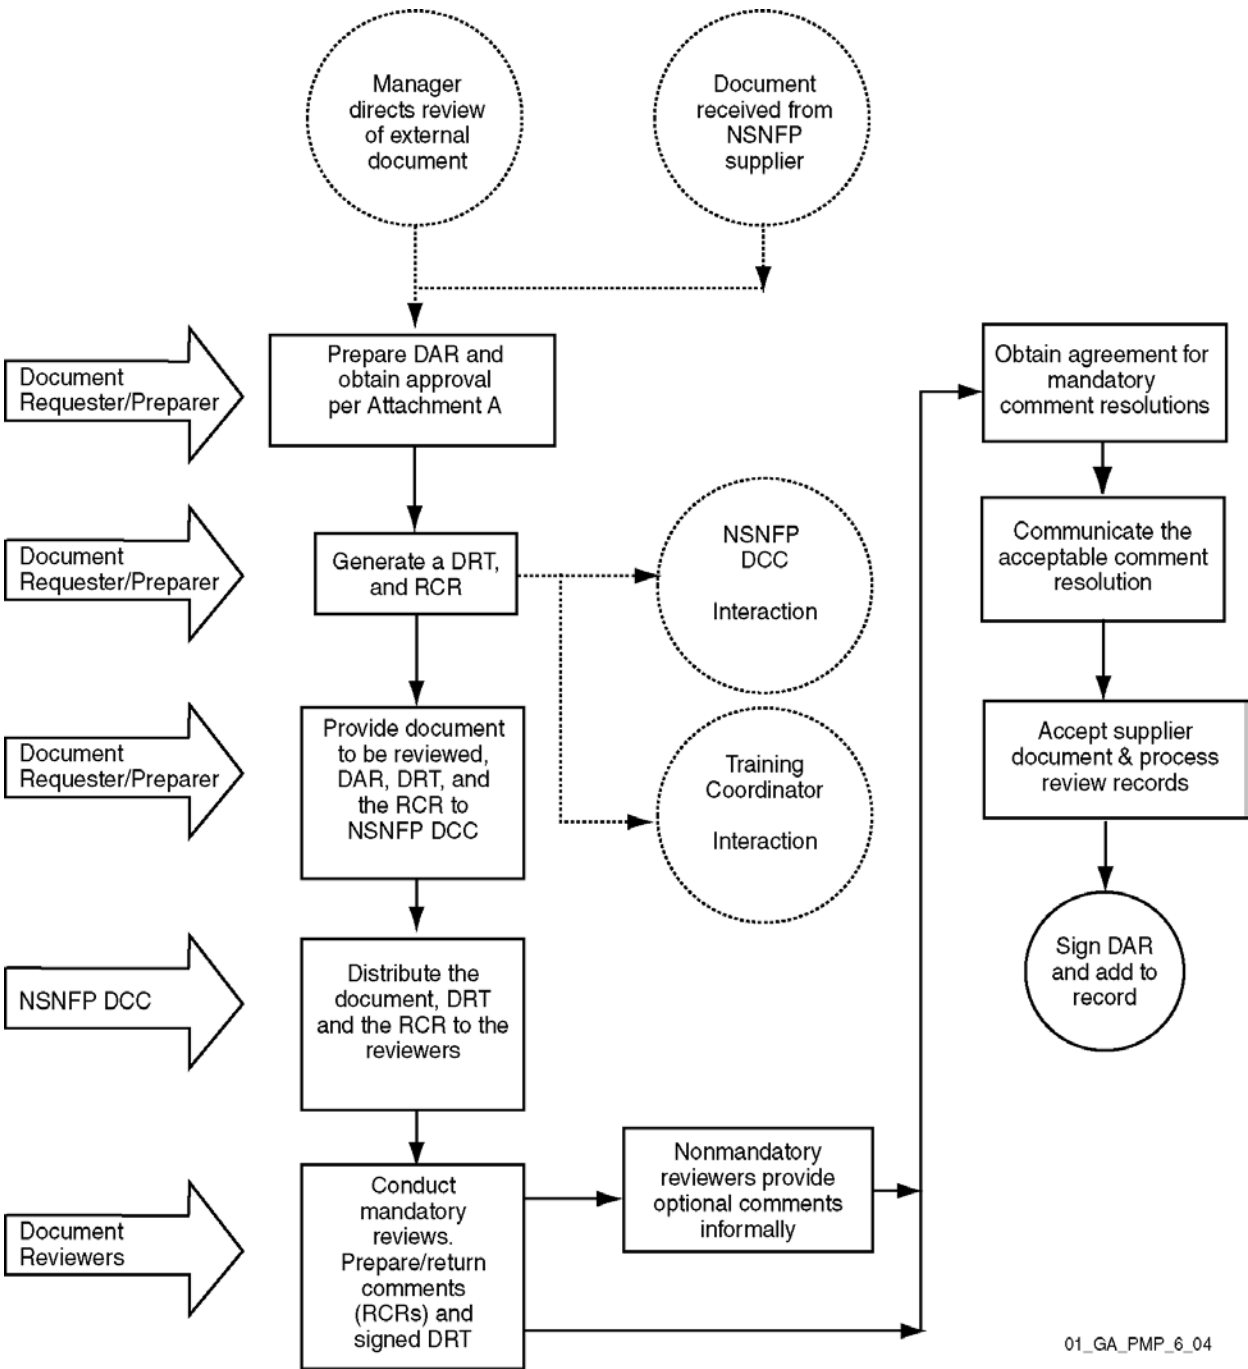 Manager
directs review
of external
document
Document
received from
NSNFP
supplier
Document
Requester/Preparer
Prepare DAR and
obtain approval
per Attachment A
Document
Requester/Preparer
Generate a DRT,
and RCR
NSNFP
DCC
Interaction
Document
Requester/Preparer
Provide document
to be reviewed,
DAR, DRT, and
the RCR to
NSNFP DCC
Training
Coordinator
Interaction
NSNFP DCC
Distribute the
document, DRT
and the RCR to the
reviewers
Document
Reviewers
Conduct
mandatory
reviews.
Prepare/return
comments
(RCRs) and
signed DRT
Nonmandatory
reviewers provide
optional comments
informally
Obtain agreement for
mandatory
comment resolutions
Communicate the
acceptable comment
resolution
Accept supplier
document & process
review records
Sign DAR
and add to
record
01_GA_PMP_6_04